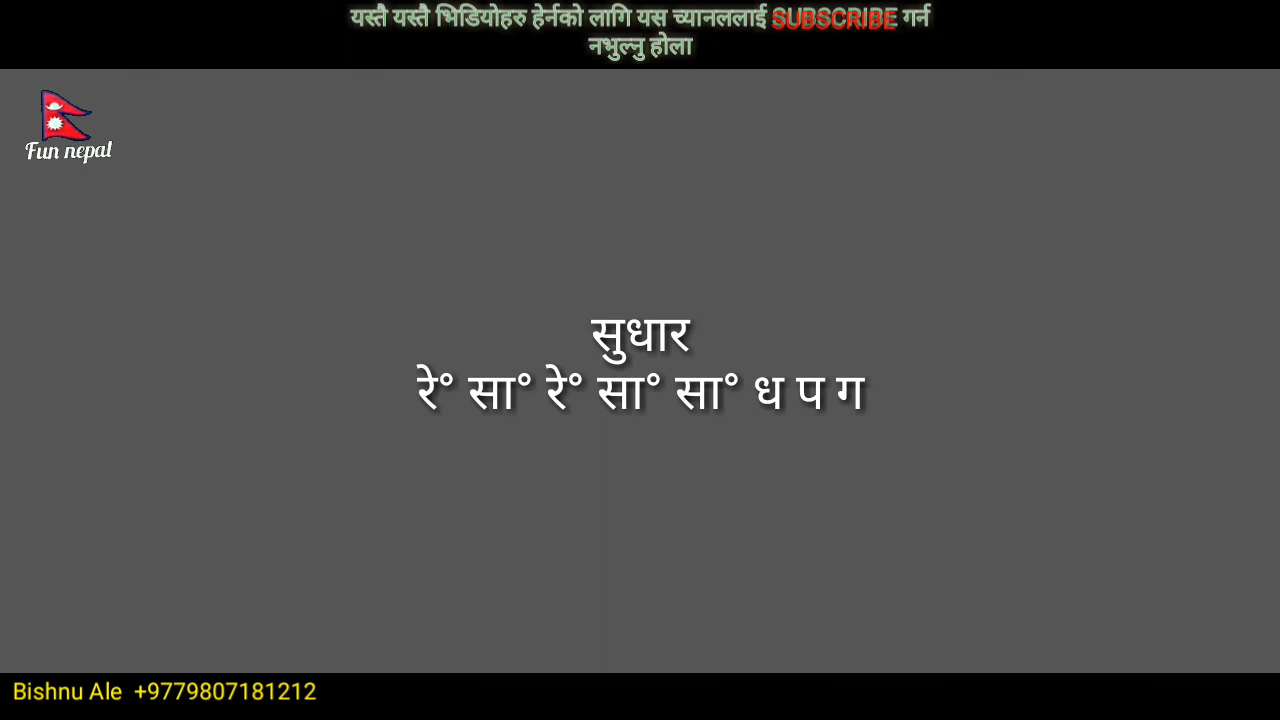 यस्तै यस्तै भिडियोहरु हेर्नको लागि यस च्यानललाई SUBSCRIBE गर्न
नभुल्नु होला
Fun nepal
सुधार
रे° सा° रे° सा° सा° ध प ग
Bishnu Ale +9779807181212